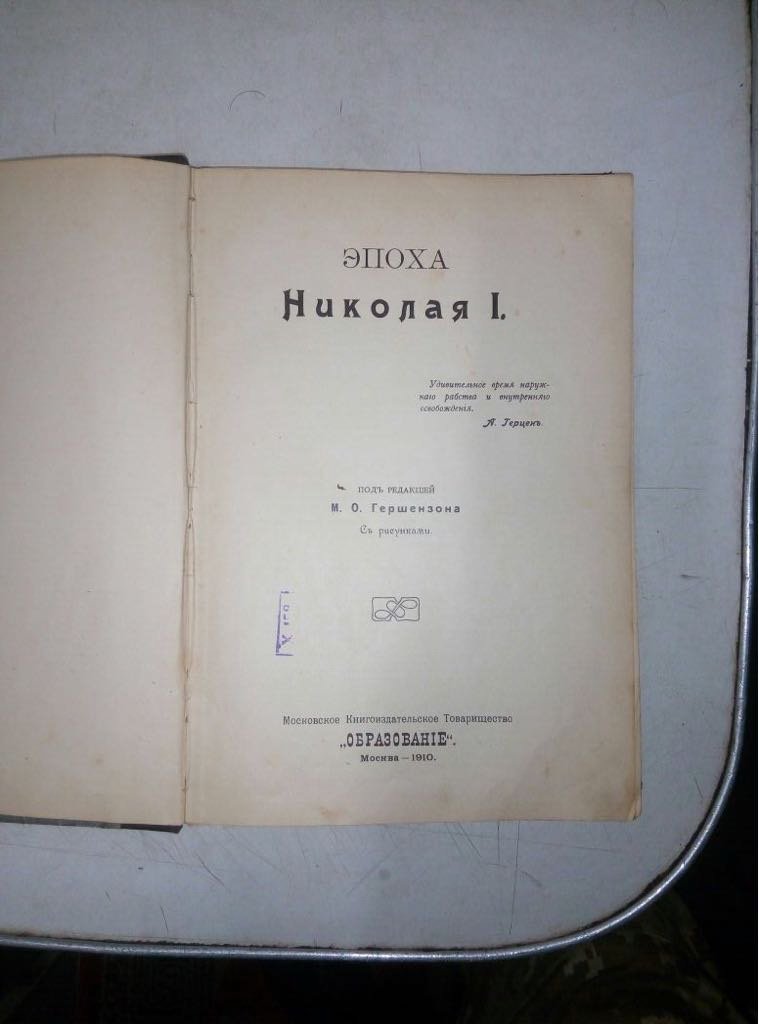 ЭПОХА
Николая I.
Удивительное время наруж-
наго рабства и внутренняго
освобожденія.
А. Герценъ.
ПОДЪ РЕДАКЦІЕЙ
М. О. Гершензона
Съ рисунками.
Московское Книгоиздательское Товарищество
„ОБРАЗОВАНІЕ“.
Москва — 1910.